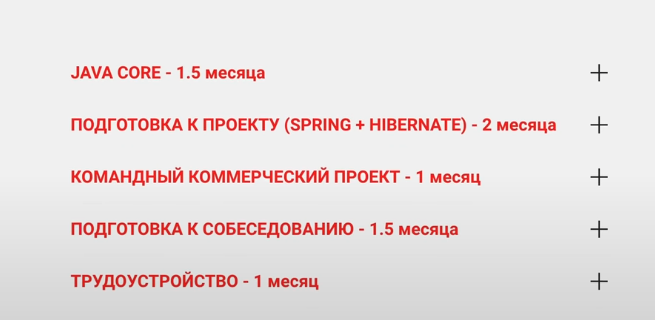 JAVA CORE - 1.5 месяца
ПОДГОТОВКА К ПРОЕКТУ (SPRING + HIBERNATE) - 2 месяца
КОМАНДНЫЙ КОММЕРЧЕСКИЙ ПРОЕКТ - 1 месяц
ПОДГОТОВКА К СОБЕСЕДОВАНИЮ - 1.5 месяца
ТРУДОУСТРОЙСТВО - 1 месяц